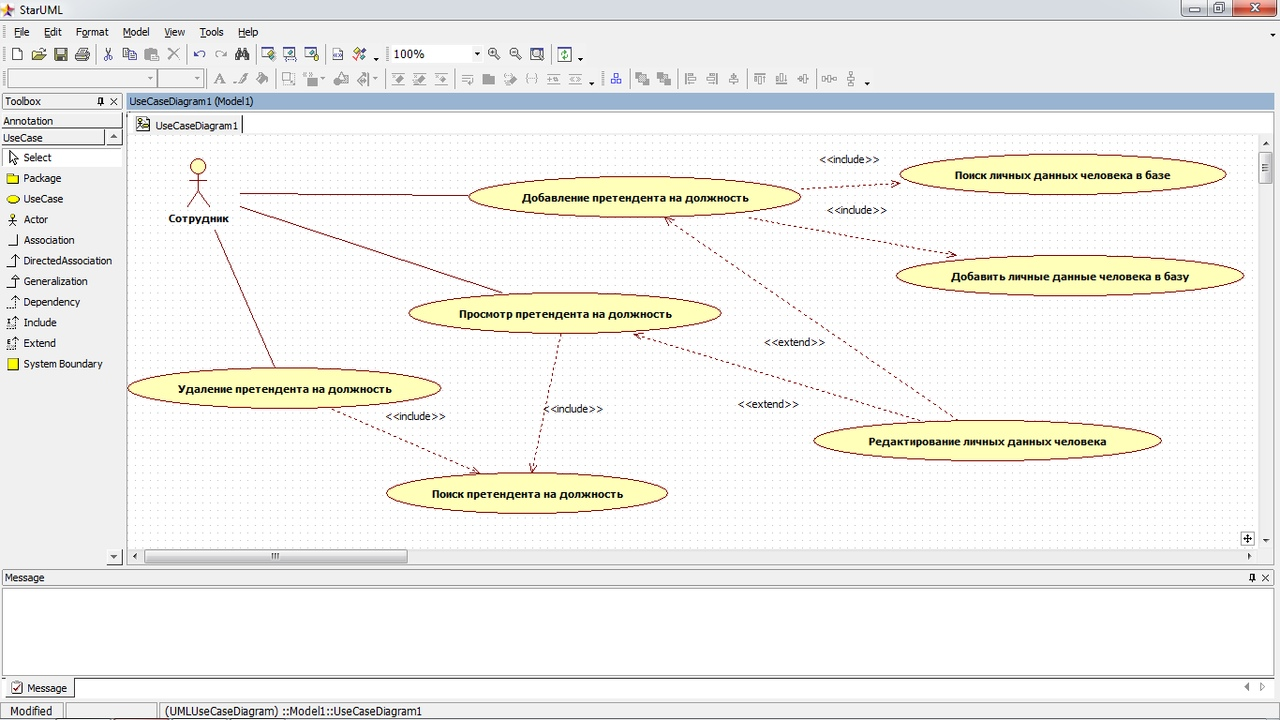 StarUML
File Edit Format Model View Tools Help
100%
Toolbox
UseCaseDiagram1 (Model1)
Annotation
UseCase
Select
Package
UseCase
Actor
Association
DirectedAssociation
Generalization
Dependency
Include
Extend
System Boundary
UseCaseDiagram1
Сотрудник
Добавление претендента на должность
<<include>>
Поиск личных данных человека в базе
<<include>>
Добавить личные данные человека в базу
Просмотр претендента на должность
<<extend>>
Удаление претендента на должность
<<include>>
<<include>>
<<extend>>
Редактирование личных данных человека
Поиск претендента на должность
Message
Message
Modified
(UMLUseCaseDiagram) ::Model1::UseCaseDiagram1